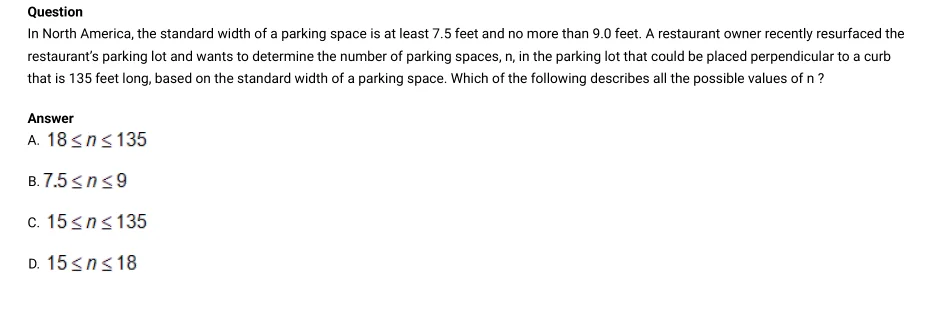 Question
In North America, the standard width of a parking space is at least 7.5 feet and no more than 9.0 feet. A restaurant owner recently resurfaced the
restaurant's parking lot and wants to determine the number of parking spaces, n, in the parking lot that could be placed perpendicular to a curb
that is 135 feet long, based on the standard width of a parking space. Which of the following describes all the possible values of n ?
Answer
A. 18 ≤ n ≤ 135
B. 7.5 ≤ n ≤ 9
C. 15 ≤ n ≤ 135
D. 15 ≤ n ≤ 18